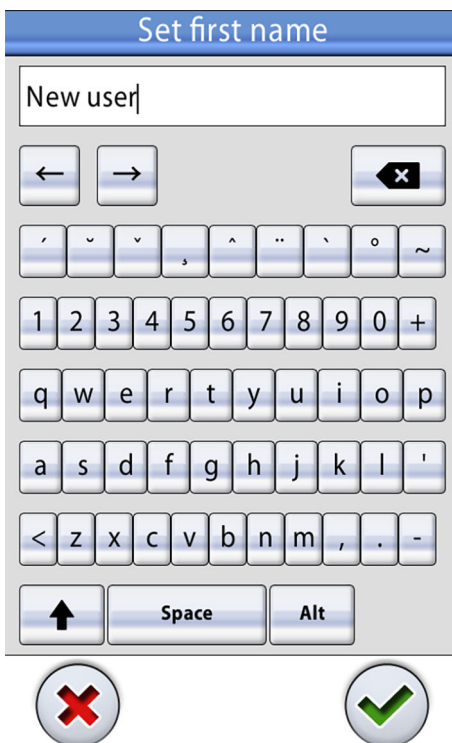 Set first name
New user
← →
´ ˘ ˇ ¸ ^ ¨ ` ° ~
1 2 3 4 5 6 7 8 9 0 +
q w e r t y u i o p
a s d f g h j k l '
< z x c v b n m , . -
Space Alt